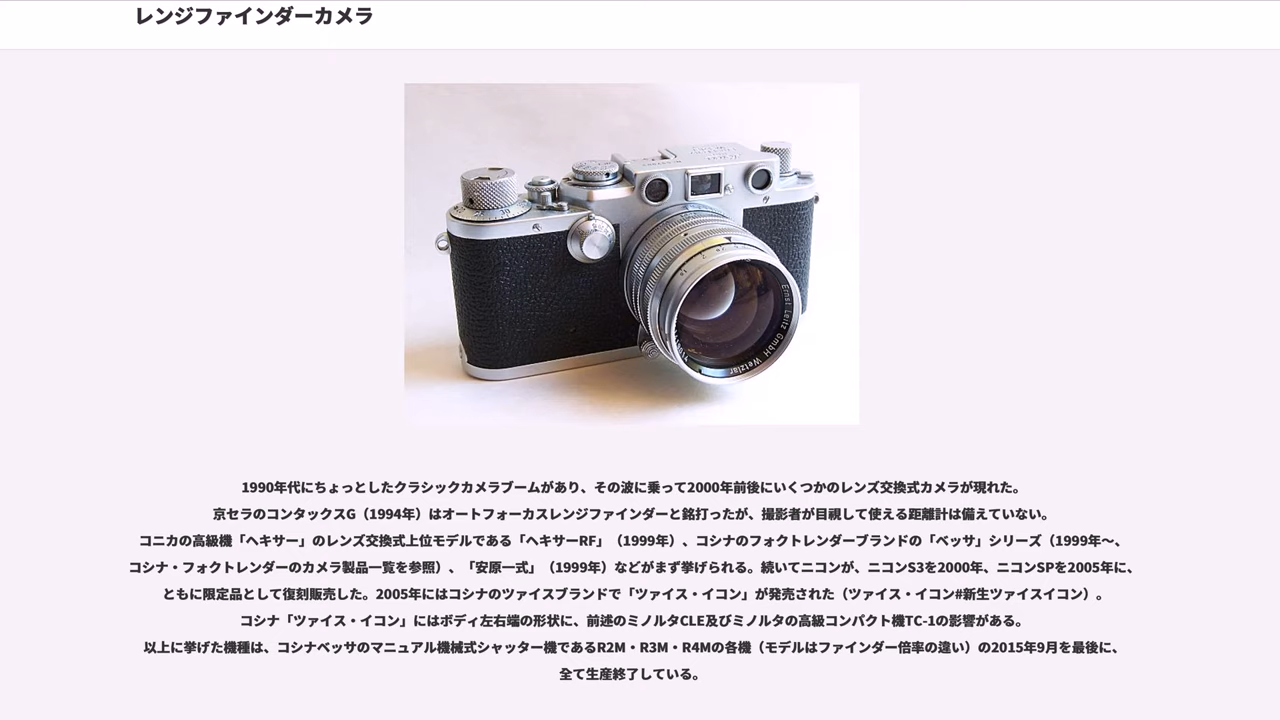 レンジファインダーカメラ
Ernst Leitz GmbH Wetzlar
1990年代にちょっとしたクラシックカメラブームがあり、その波に乗って2000年前後にいくつかのレンズ交換式カメラが現れた。
京セラのコンタックスG（1994年）はオートフォーカスレンジファインダーと銘打ったが、撮影者が目視して使える距離計は備えていない。
コニカの高級機「ヘキサー」のレンズ交換式上位モデルである「ヘキサーRF」（1999年）、コシナのフォクトレンダーブランドの「ベッサ」シリーズ（1999年〜、
コシナ・フォクトレンダーのカメラ製品一覧を参照）、「安原一式」（1999年）などがまず挙げられる。続いてニコンが、ニコンS3を2000年、ニコンSPを2005年に、
ともに限定品として復刻販売した。2005年にはコシナのツァイスブランドで「ツァイス・イコン」が発売された（ツァイス・イコン#新生ツァイスイコン）。
コシナ「ツァイス・イコン」にはボディ左右端の形状に、前述のミノルタCLE及びミノルタの高級コンパクト機TC-1の影響がある。
以上に挙げた機種は、コシナベッサのマニュアル機械式シャッター機であるR2M・R3M・R4Mの各機（モデルはファインダー倍率の違い）の2015年9月を最後に、
全て生産終了している。